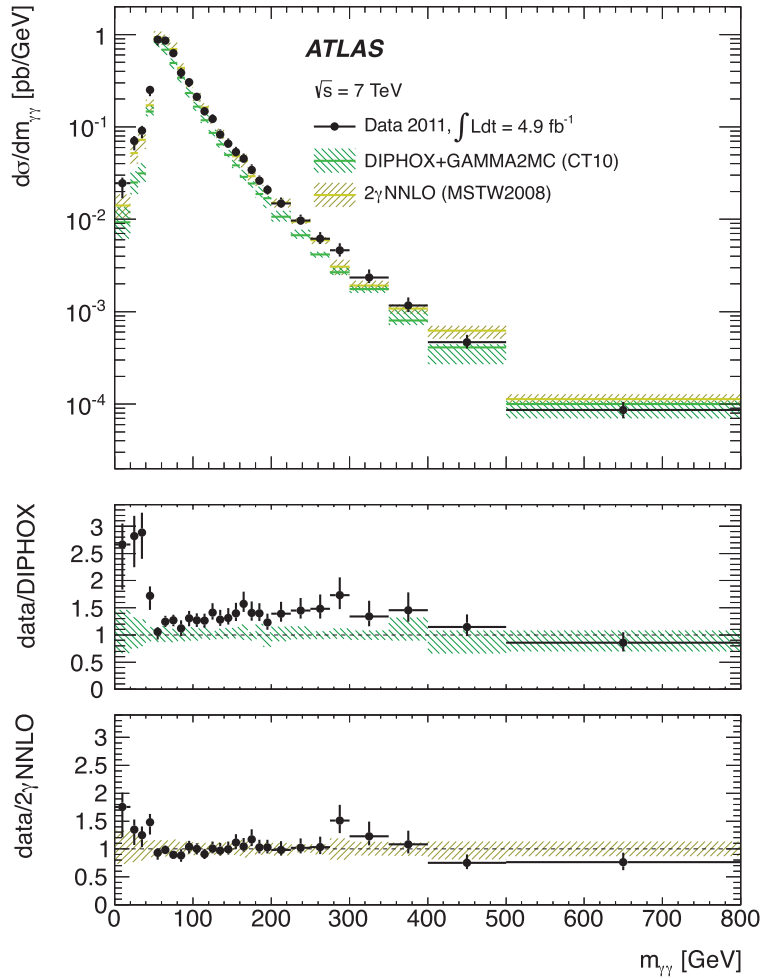 ATLAS
√s = 7 TeV
Data 2011, ∫Ldt = 4.9 fb⁻¹
DIPHOX+GAMMA2MC (CT10)
2γNNLO (MSTW2008)
dσ/dm_γγ [pb/GeV]
1
10⁻¹
10⁻²
10⁻³
10⁻⁴
data/DIPHOX
3
2.5
2
1.5
1
0.5
0
data/2γNNLO
3
2.5
2
1.5
1
0.5
0
0 100 200 300 400 500 600 700 800
m_γγ [GeV]